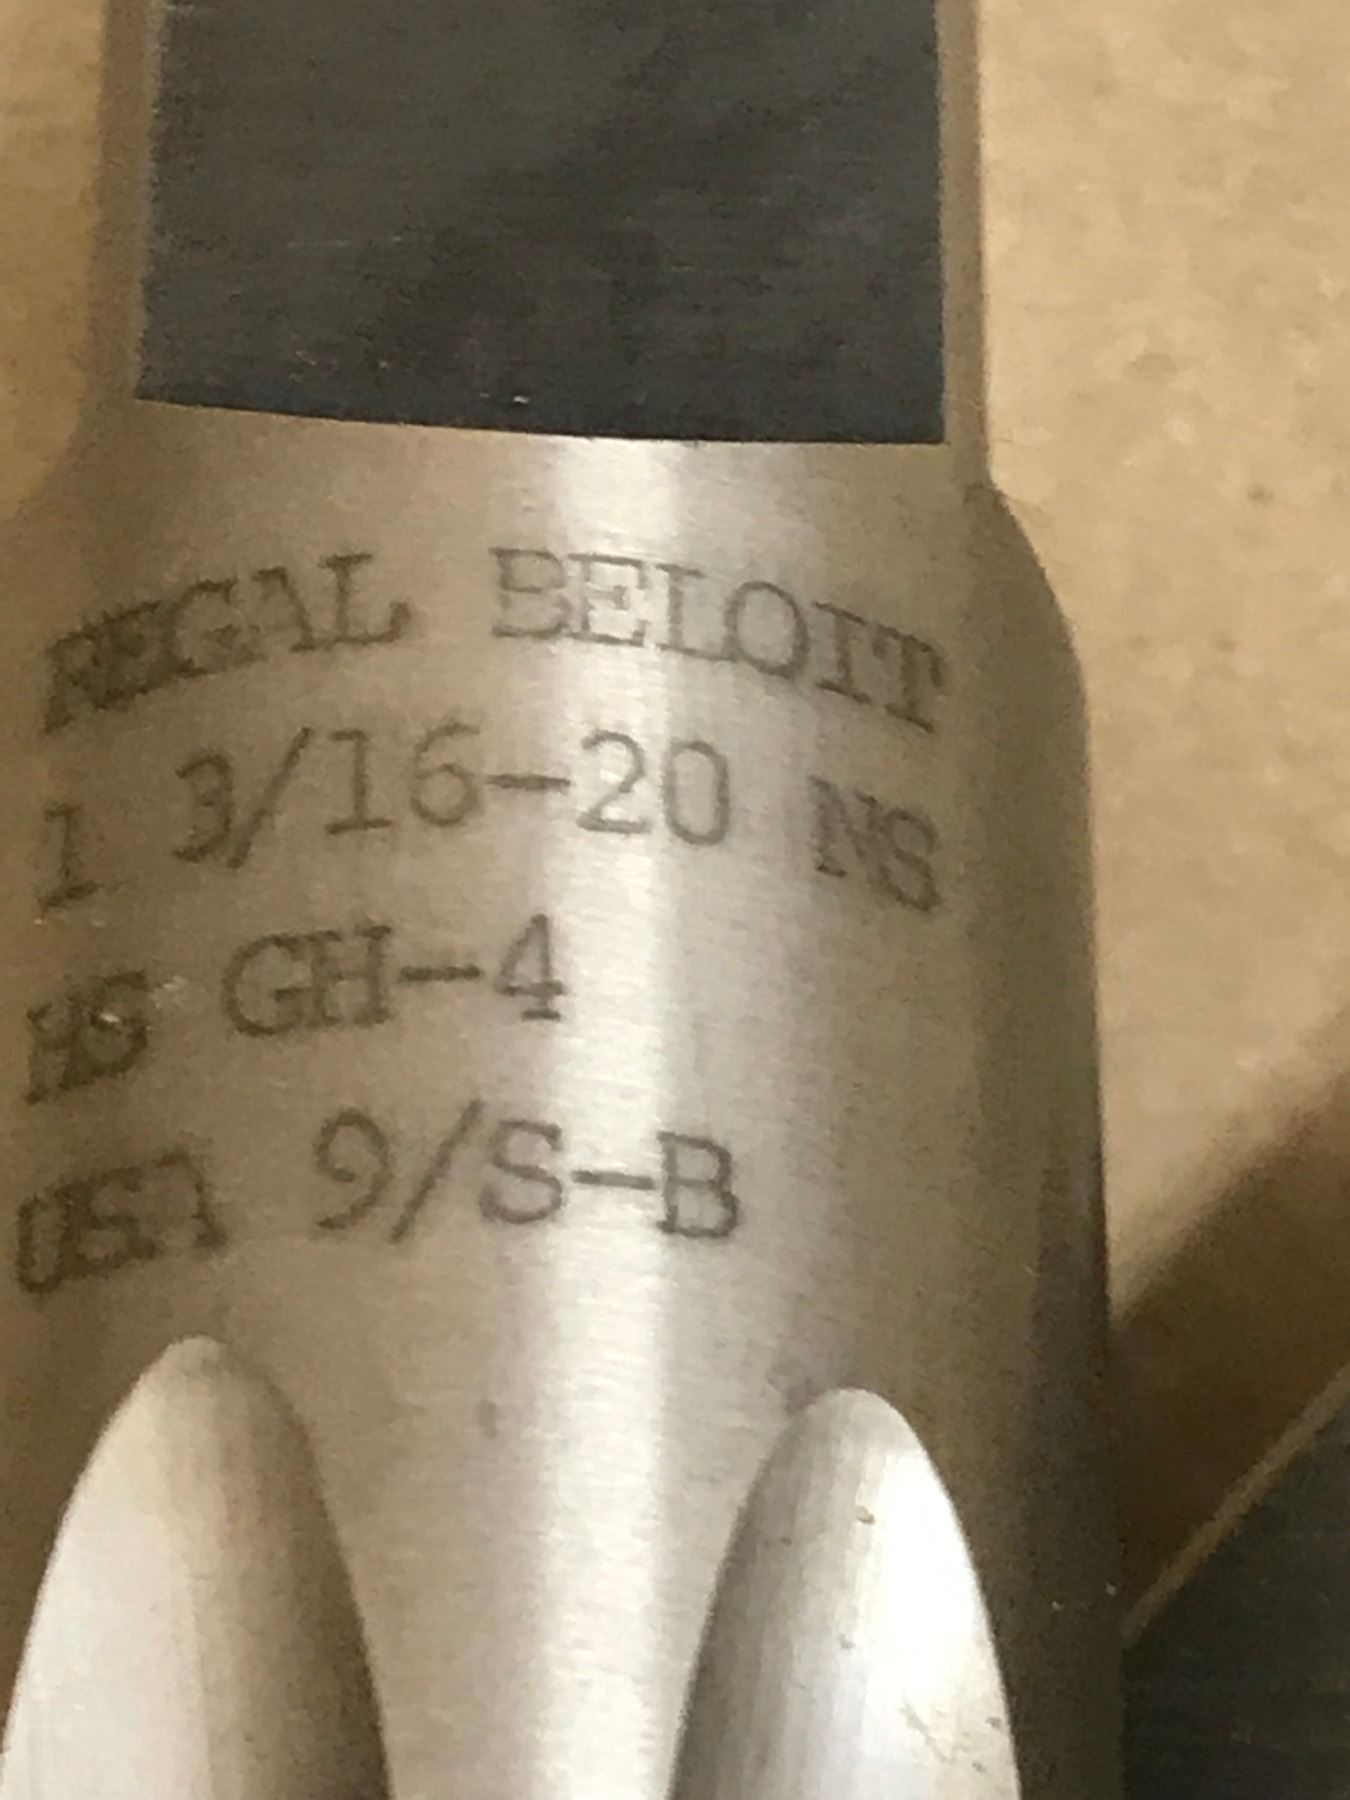 REGAL BELOIT
1 3/16-20 NS
HS GH-4
USA 9/S-B